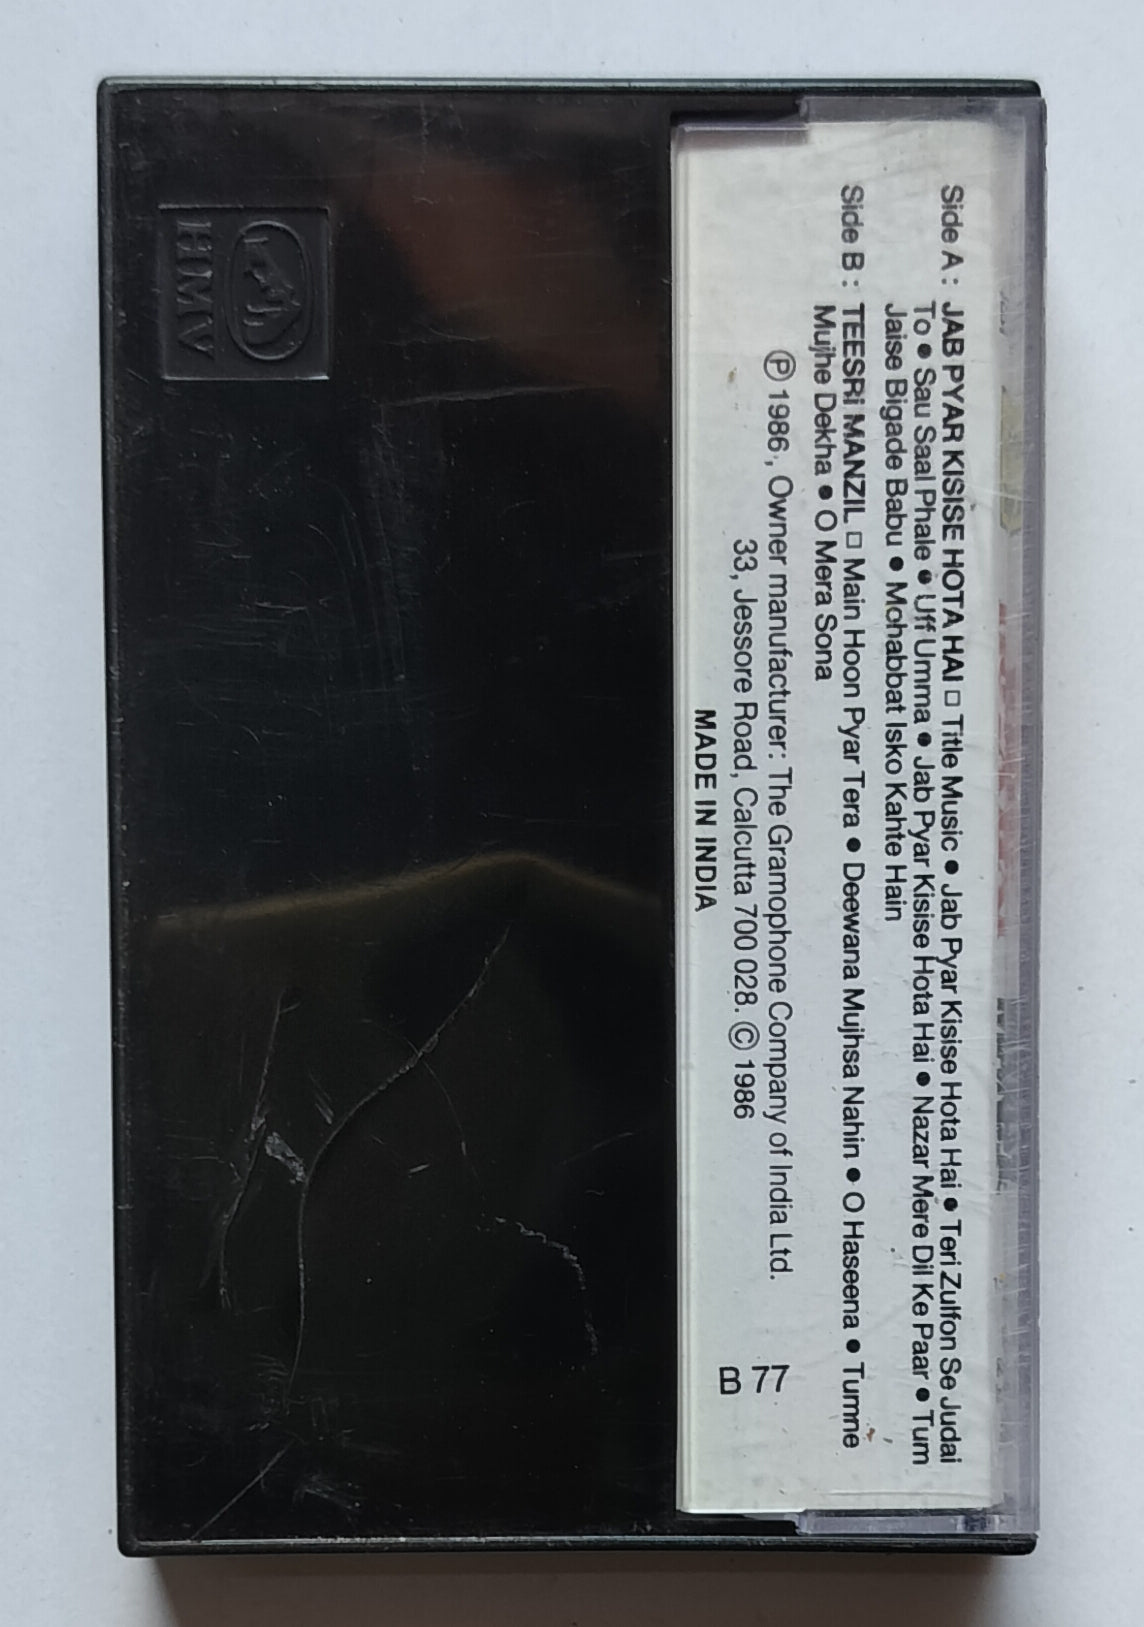 Side A : JAB PYAR KISISE HOTA HAI □ Title Music ● Jab Pyar Kisise Hota Hai ● Teri Zulfon Se Judai
To ● Sau Saal Phale ● Uff Umma ● Jab Pyar Kisise Hota Hai ● Nazar Mere Dil Ke Paar ● Tum
Jaise Bigade Babu ● Mohabbat Isko Kahte Hain
Side B : TEESRI MANZIL □ Main Hoon Pyar Tera ● Deewana Mujhsa Nahin ● O Haseena ● Tumne
Mujhe Dekha ● O Mera Sona
Ⓟ 1986, Owner manufacturer: The Gramophone Company of India Ltd.
33, Jessore Road, Calcutta 700 028. © 1986
MADE IN INDIA
77
B
HMV